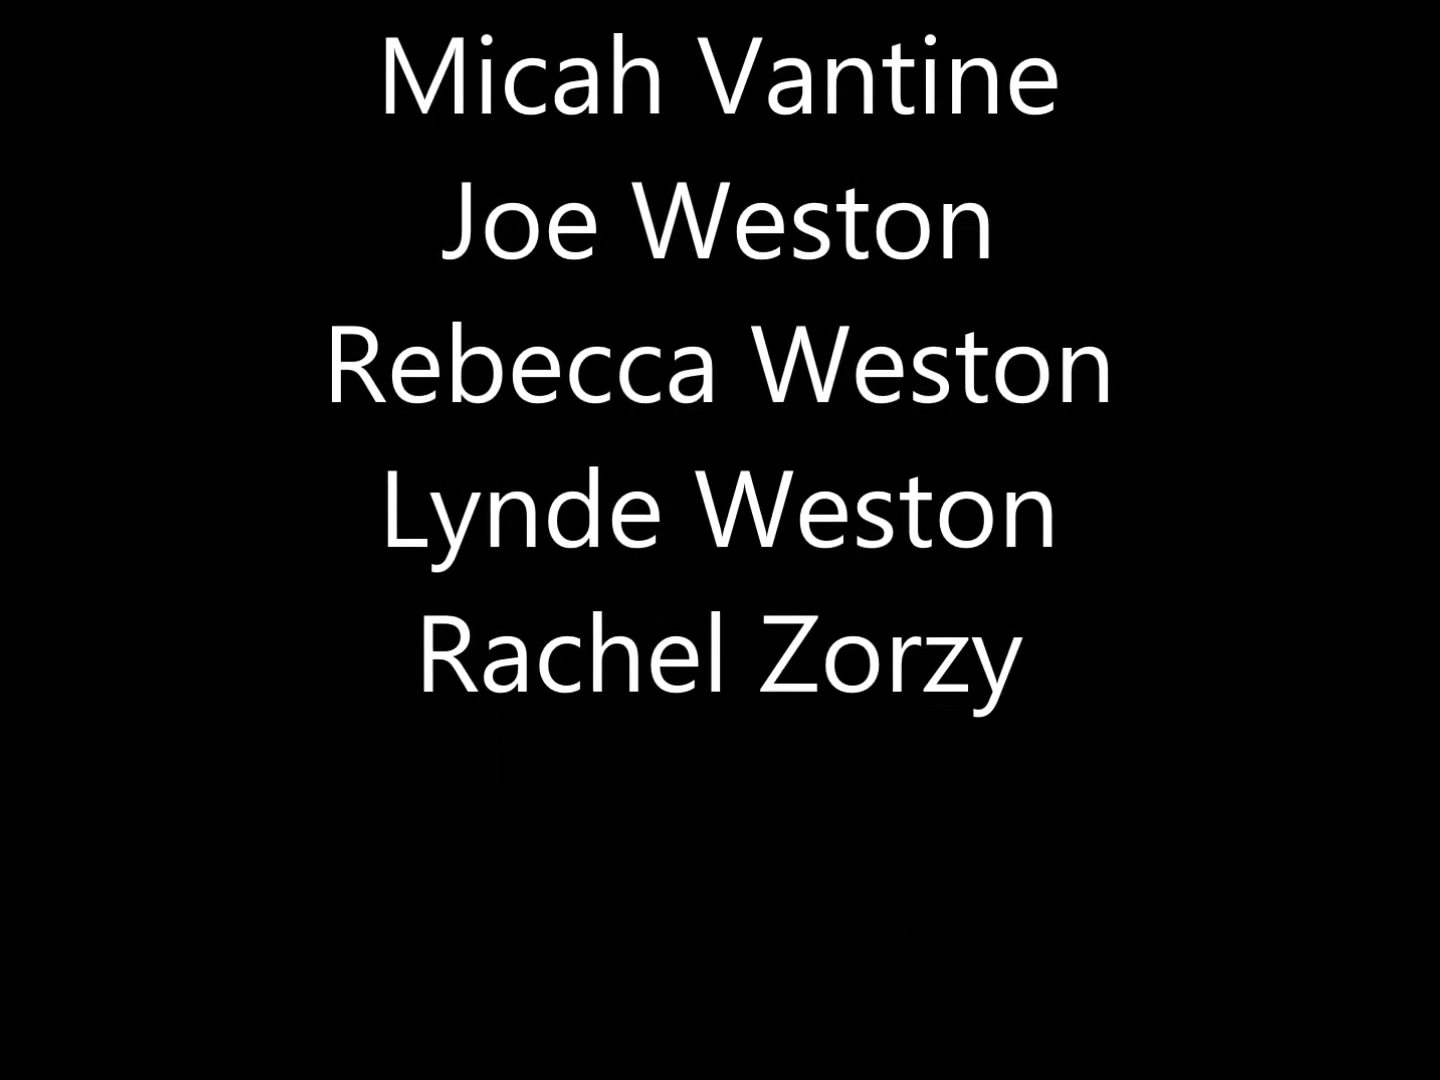 Micah Vantine
Joe Weston
Rebecca Weston
Lynde Weston
Rachel Zorzy